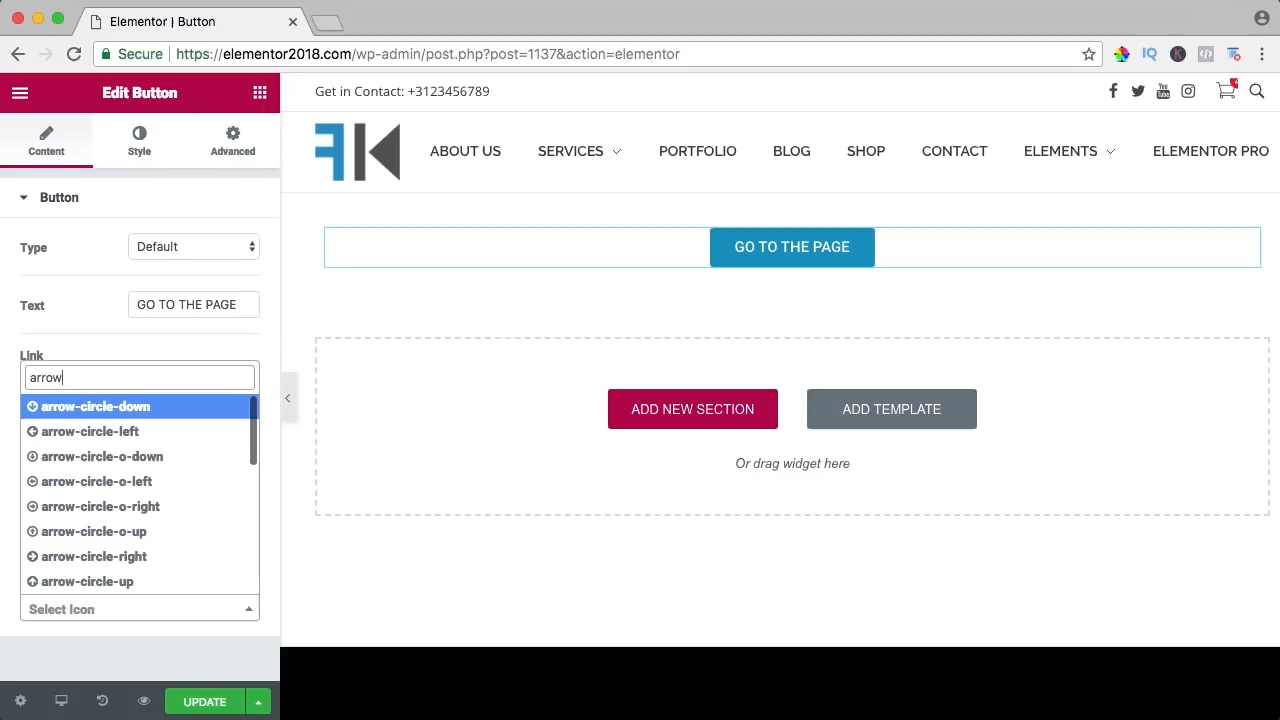 Elementor | Button
Secure https://elementor2018.com/wp-admin/post.php?post=1137&action=elementor
Edit Button
Content
Style
Advanced
Button
Type
Default
Text
GO TO THE PAGE
Link
arrow
arrow-circle-down
arrow-circle-left
arrow-circle-o-down
arrow-circle-o-left
arrow-circle-o-right
arrow-circle-o-up
arrow-circle-right
arrow-circle-up
Select Icon
UPDATE
Get in Contact: +3123456789
FK
ABOUT US SERVICES PORTFOLIO BLOG SHOP CONTACT ELEMENTS ELEMENTOR PRO
GO TO THE PAGE
ADD NEW SECTION
ADD TEMPLATE
Or drag widget here